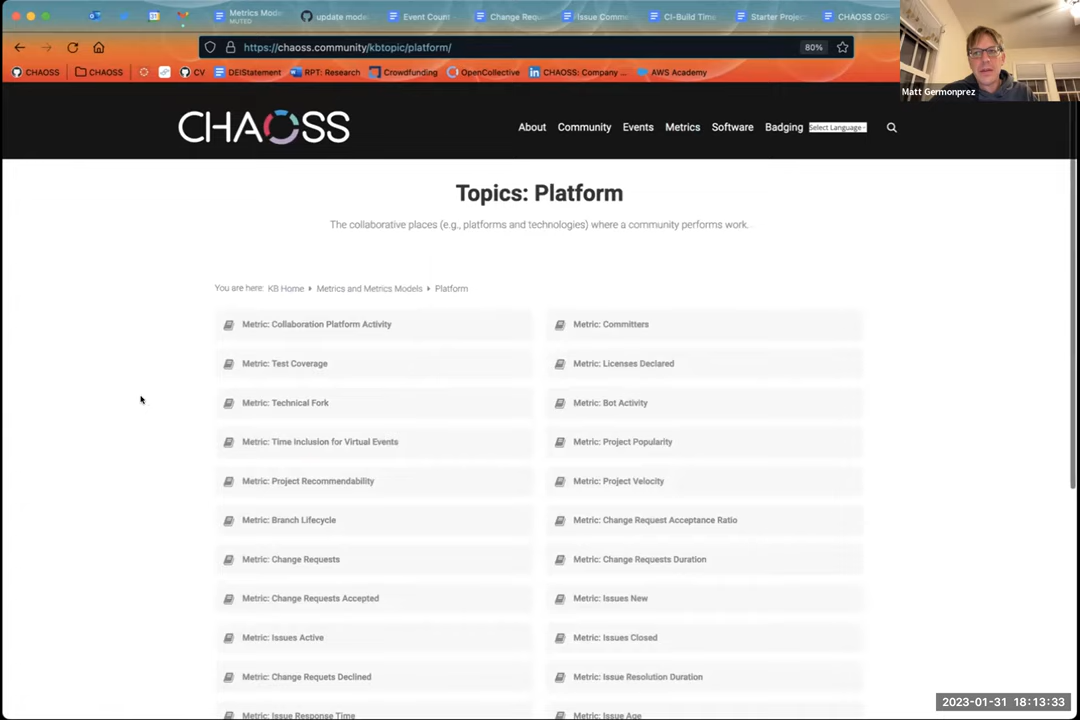 Metrics Mode
MUTED
update mode
Event Count
Change Req
Issue Comm
CI-Build Time
Starter Projec
CHAOSS OSP
https://chaoss.community/kbtopic/platform/
80%
CHAOSS
CHAOSS
CV
DEIStatement
RPT: Research
Crowdfunding
OpenCollective
CHAOSS: Company ...
AWS Academy
Matt Germonprez
CHAOSS
About
Community
Events
Metrics
Software
Badging
Select Language
Topics: Platform
The collaborative places (e.g., platforms and technologies) where a community performs work.
You are here: KB Home Metrics and Metrics Models Platform
Metric: Collaboration Platform Activity
Metric: Committers
Metric: Test Coverage
Metric: Licenses Declared
Metric: Technical Fork
Metric: Bot Activity
Metric: Time Inclusion for Virtual Events
Metric: Project Popularity
Metric: Project Recommendability
Metric: Project Velocity
Metric: Branch Lifecycle
Metric: Change Request Acceptance Ratio
Metric: Change Requests
Metric: Change Requests Duration
Metric: Change Requests Accepted
Metric: Issues New
Metric: Issues Active
Metric: Issues Closed
Metric: Change Requets Declined
Metric: Issue Resolution Duration
Metric: Issue Response Time
Metric: Issue Age
2023-01-31 18:13:33